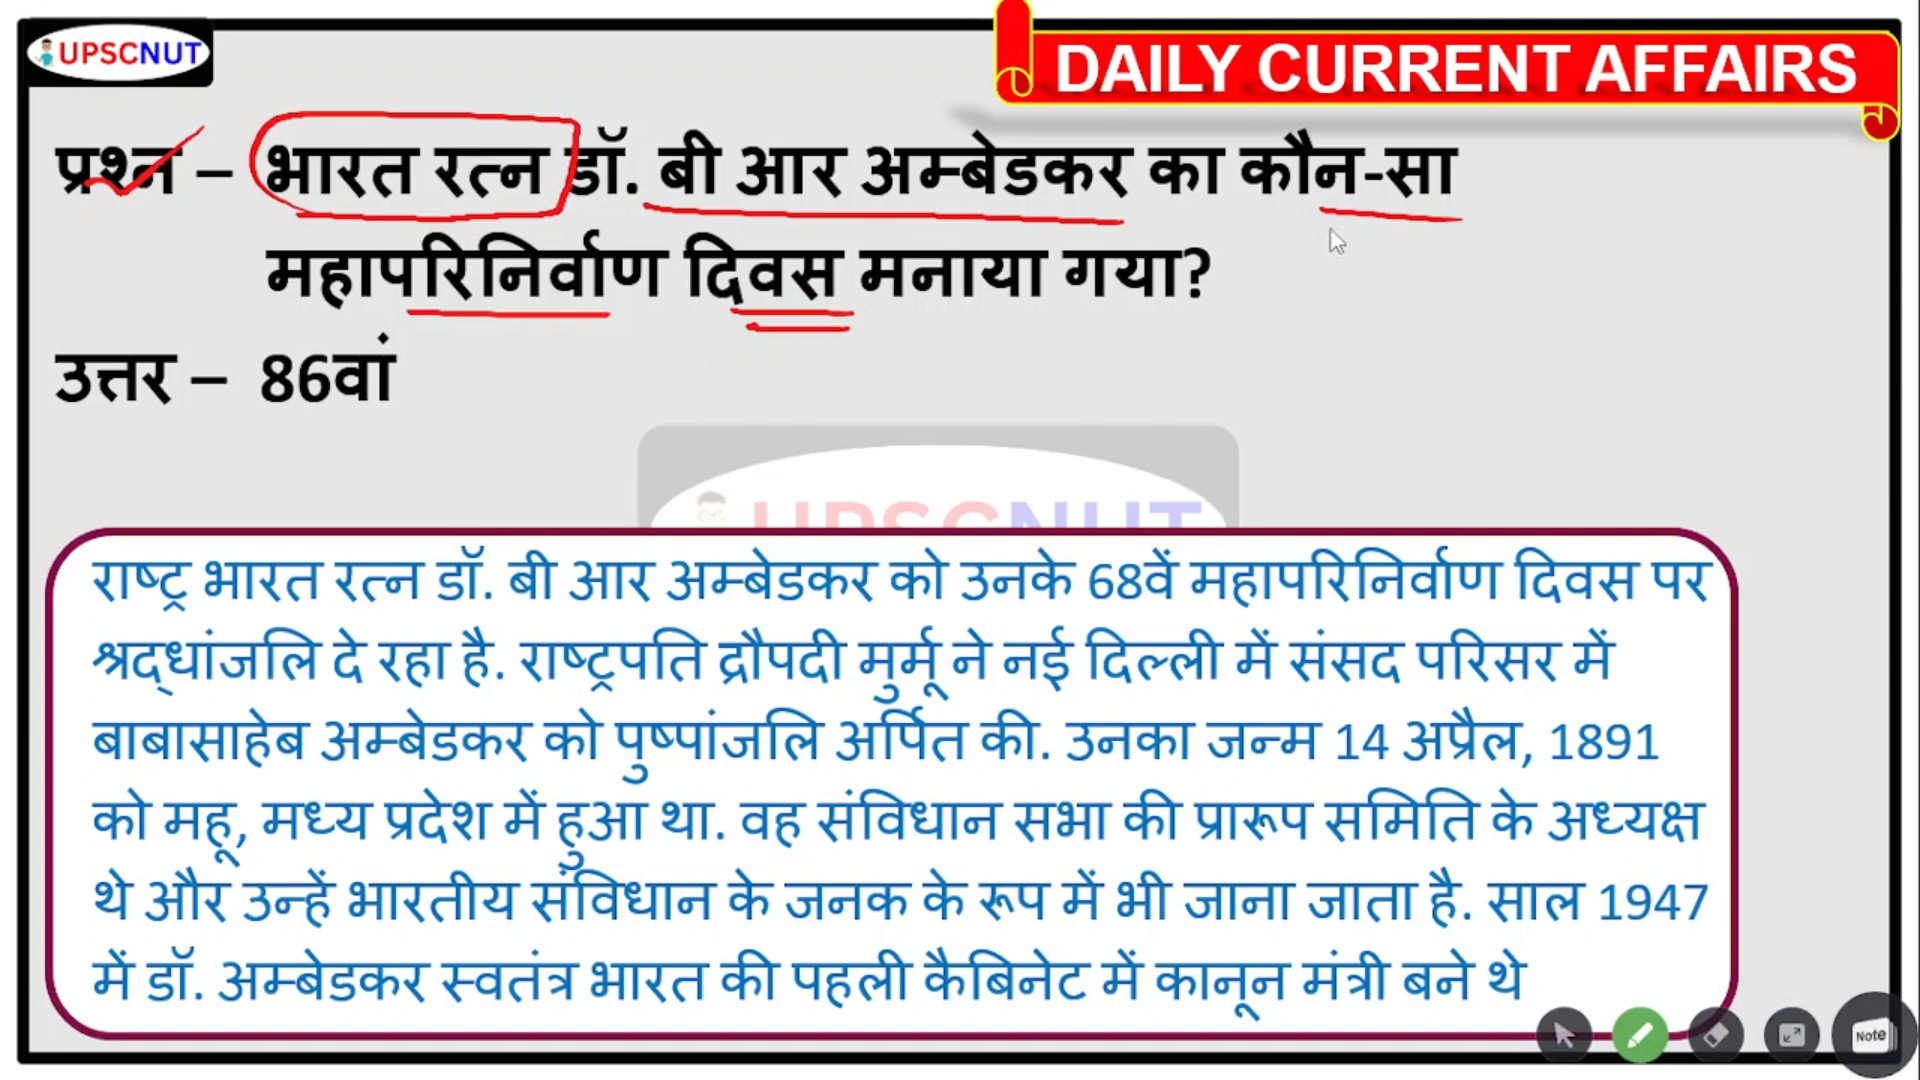 UPSCNUT
DAILY CURRENT AFFAIRS
प्रश्न – भारत रत्न डॉ. बी आर अम्बेडकर का कौन-सा
महापरिनिर्वाण दिवस मनाया गया?
उत्तर – 86वां
UPSCNUT
राष्ट्र भारत रत्न डॉ. बी आर अम्बेडकर को उनके 68वें महापरिनिर्वाण दिवस पर
श्रद्धांजलि दे रहा है. राष्ट्रपति द्रौपदी मुर्मू ने नई दिल्ली में संसद परिसर में
बाबासाहेब अम्बेडकर को पुष्पांजलि अर्पित की. उनका जन्म 14 अप्रैल, 1891
को महू, मध्य प्रदेश में हुआ था. वह संविधान सभा की प्रारूप समिति के अध्यक्ष
थे और उन्हें भारतीय संविधान के जनक के रूप में भी जाना जाता है. साल 1947
में डॉ. अम्बेडकर स्वतंत्र भारत की पहली कैबिनेट में कानून मंत्री बने थे
Note